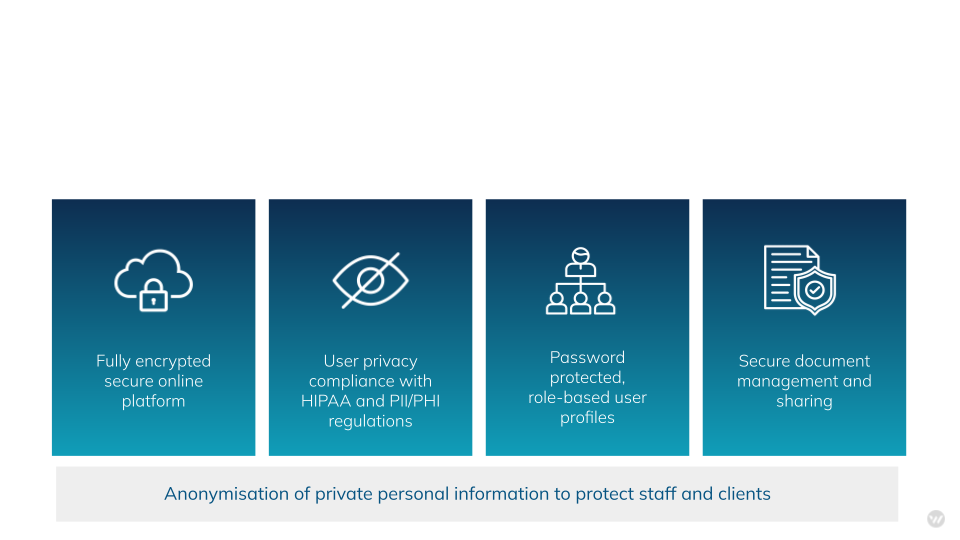 Fully encrypted
secure online
platform
User privacy
compliance with
HIPAA and PII/PHI
regulations
Password
protected,
role-based user
profiles
Secure document
management and
sharing
Anonymisation of private personal information to protect staff and clients